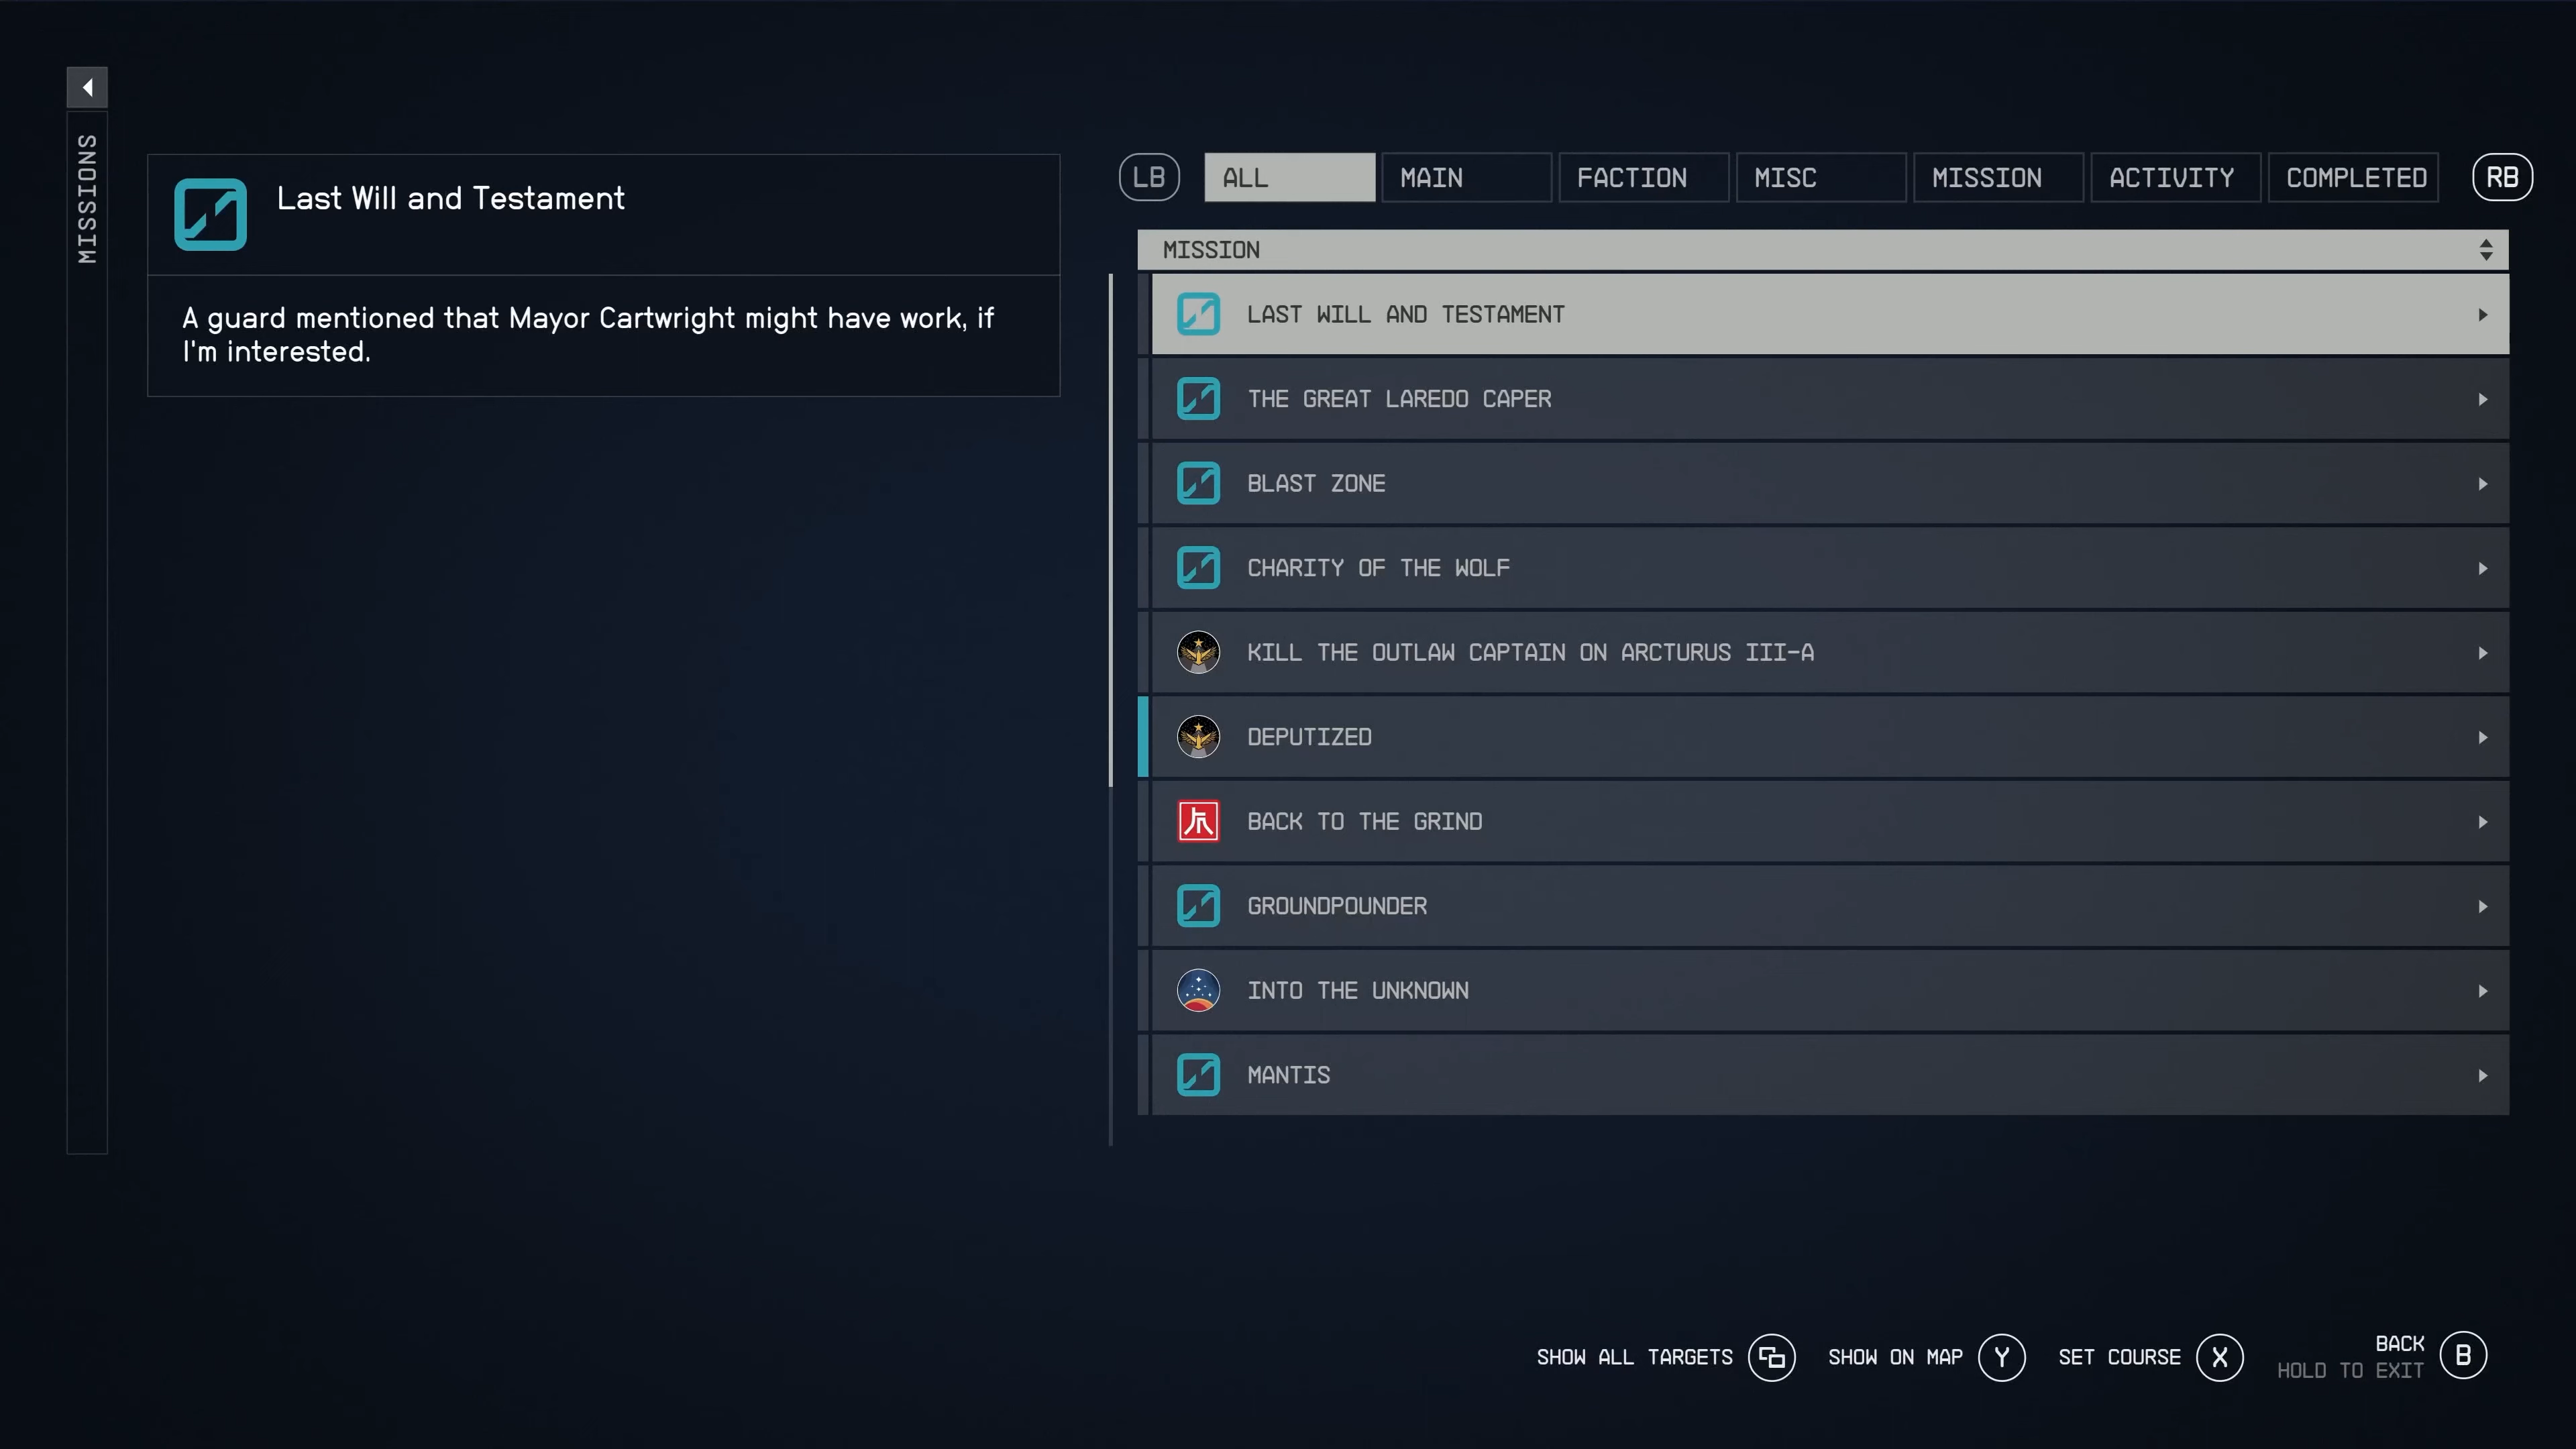 MISSIONS
Last Will and Testament
A guard mentioned that Mayor Cartwright might have work, if
I'm interested.
LB
ALL
MAIN
FACTION
MISC
MISSION
ACTIVITY
COMPLETED
RB
MISSION
LAST WILL AND TESTAMENT
THE GREAT LAREDO CAPER
BLAST ZONE
CHARITY OF THE WOLF
KILL THE OUTLAW CAPTAIN ON ARCTURUS III-A
DEPUTIZED
BACK TO THE GRIND
GROUNDPOUNDER
INTO THE UNKNOWN
MANTIS
SHOW ALL TARGETS
SHOW ON MAP Y
SET COURSE X
BACK B
HOLD TO EXIT